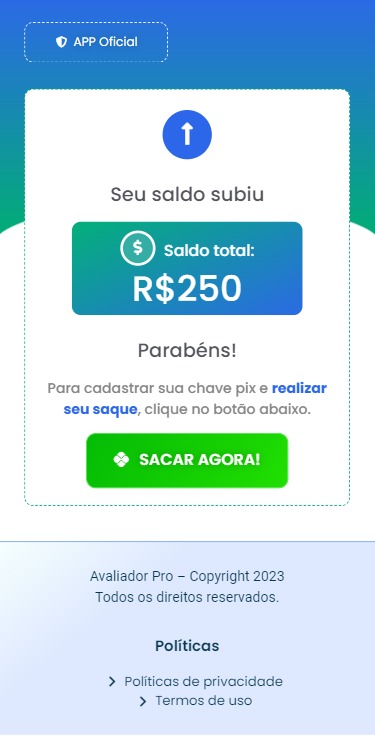 APP Oficial
Seu saldo subiu
Saldo total:
R$250
Parabéns!
Para cadastrar sua chave pix e realizar
seu saque, clique no botão abaixo.
SACAR AGORA!
Avaliador Pro – Copyright 2023
Todos os direitos reservados.
Políticas
Políticas de privacidade
Termos de uso